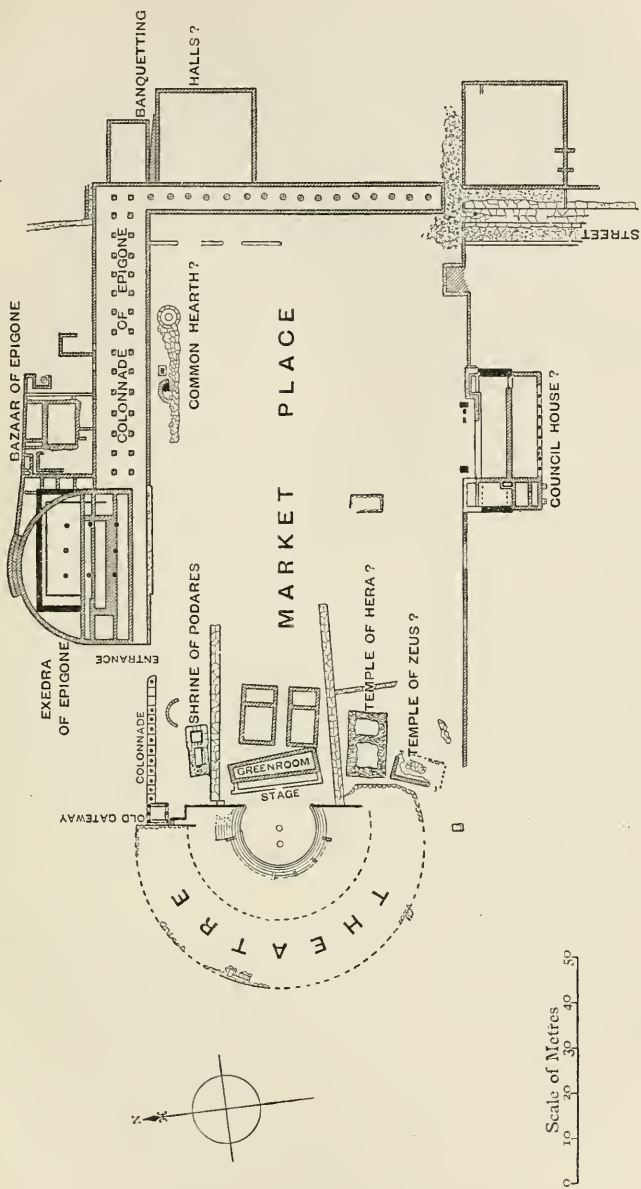 BANQUETTING
HALLS?
BAZAAR OF EPIGONE
COLONNADE OF EPIGONE
COMMON HEARTH?
EXEDRA
OF EPIGONE
ENTRANCE
SHRINE OF PODARES
COLONNADE
OLD GATEWAY
MARKET PLACE
STREET
COUNCIL HOUSE?
TEMPLE OF HERA?
TEMPLE OF ZEUS?
GREENROOM
STAGE
THEATRE
N
Scale of Metres
0 10 20 30 40 50